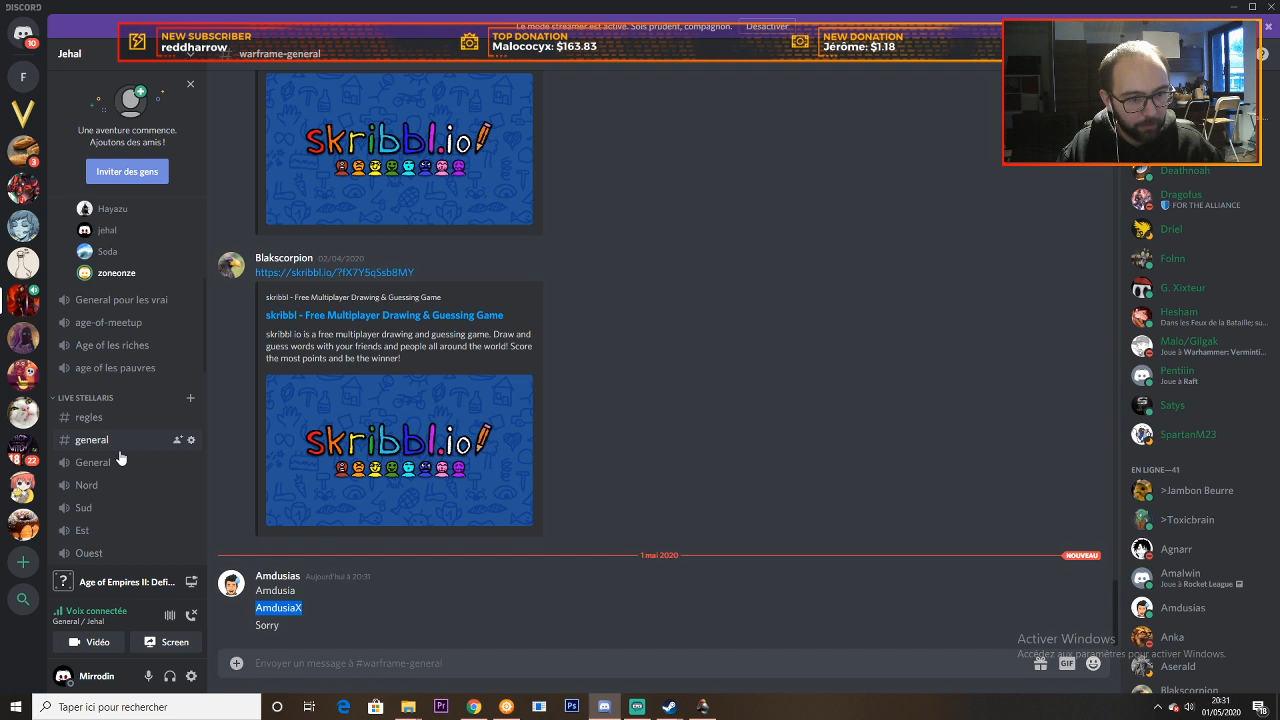 DISCORD
Le mode streamer est activé. Sois prudent, compagnon. Désactiver
NEW SUBSCRIBER
reddharrow
TOP DONATION
Malococyx: $163.83
NEW DONATION
Jérôme: $1.18
Jehal
# warframe-general
10
F
3
18
22
Une aventure commence.
Ajoutons des amis !
Inviter des gens
Hayazu
jehal
Soda
zoneonze
General pour les vrai
age-of-meetup
Age of les riches
age of les pauvres
LIVE STELLARIS
regles
general
General
Nord
Sud
Est
Ouest
Age of Empires II: Defi...
Voix connectée
General / Jehal
Vidéo
Screen
Mirrodin
skribbl.io
Blakscorpion 02/04/2020
https://skribbl.io/?fX7Y5qSsb8MY
skribbl - Free Multiplayer Drawing & Guessing Game
skribbl - Free Multiplayer Drawing & Guessing Game
skribbl io is a free multiplayer drawing and guessing game. Draw and
guess words with your friends and people all around the world! Score
the most points and be the winner!
skribbl.io
1 mai 2020
NOUVEAU
Amdusias Aujourd'hui à 20:31
Amdusia
AmdusiaX
Sorry
Envoyer un message à #warframe-general
GIF
Deathnoah
Dragofus
FOR THE ALLIANCE
Driel
Folnn
G. Xixteur
Hesham
Dans les Feux de la Bataille; su...
Malo/Gilgak
Joue à Warhammer: Verminti...
Pentiiin
Joue à Raft
Satys
SpartanM23
EN LIGNE—41
>Jambon Beurre
>Toxicbrain
Agnarr
Amalwin
Joue à Rocket League
Amdusias
Anka
Aserald
Blakscorpion
Activer Windows
Accédez aux paramètres pour activer Windows.
Taper ici pour rechercher
Pr
Ps
20:31
01/05/2020